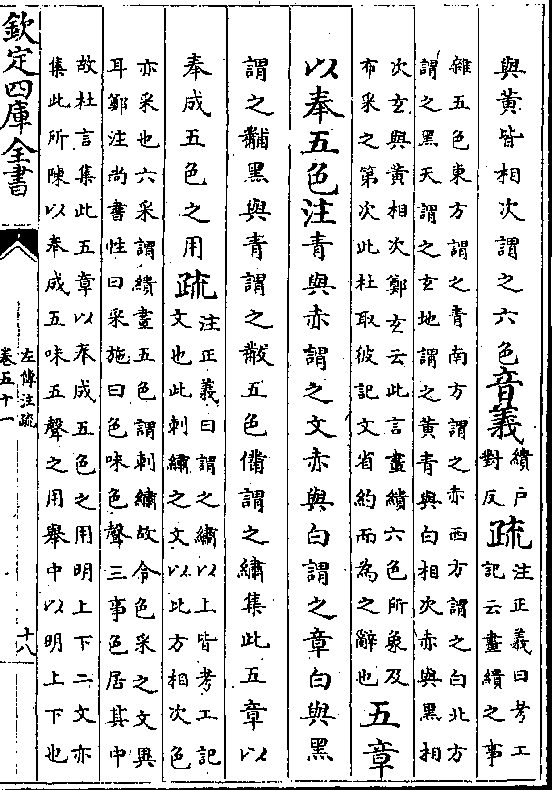 與黃皆相次謂之六色音義繢戶對反疏注正義曰考工記云畫繢之事
雜五色東方謂之青南方謂之赤西方謂之白北方
謂之黑天謂之玄地謂之黃青與白相次赤與黑相
次玄與黃相次鄭玄云此言畫繢六色所象及
布采之第次此杜取彼記文省約而為之辭也五章
以奉五色注青與赤謂之文赤與白謂之章白與黑
謂之黼黑與青謂之黻五色備謂之繡集此五章以
奉成五色之用疏注正義曰謂之繡以上皆考工記
文也此刺繡之文以比方相次色
亦采也六采謂繢畫五色謂刺繡故令色采之文異
耳鄭注尚書性曰采施曰色味色聲三事色居其中
故杜言集此五章以奉成五色之用明上下二文亦
集此所陳以奉成五味五聲之用舉中以明上下也
欽定四庫全書
左傳注疏
卷五十一
十八